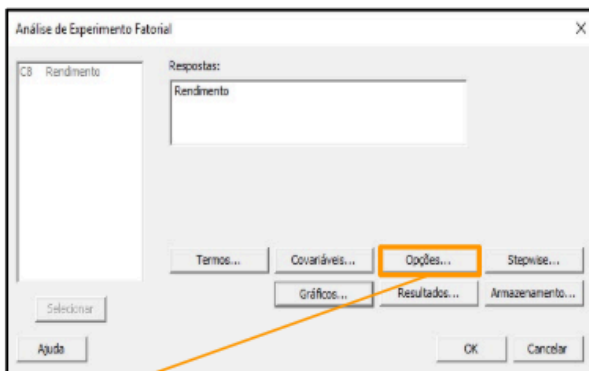 Análise de Experimento Fatorial
C8 Rendimento
Respostas:
Rendimento
Termos...
Covariáveis...
Opções...
Stepwise...
Gráficos...
Resultados...
Armazenamento...
Selecionar
Ajuda
OK
Cancelar